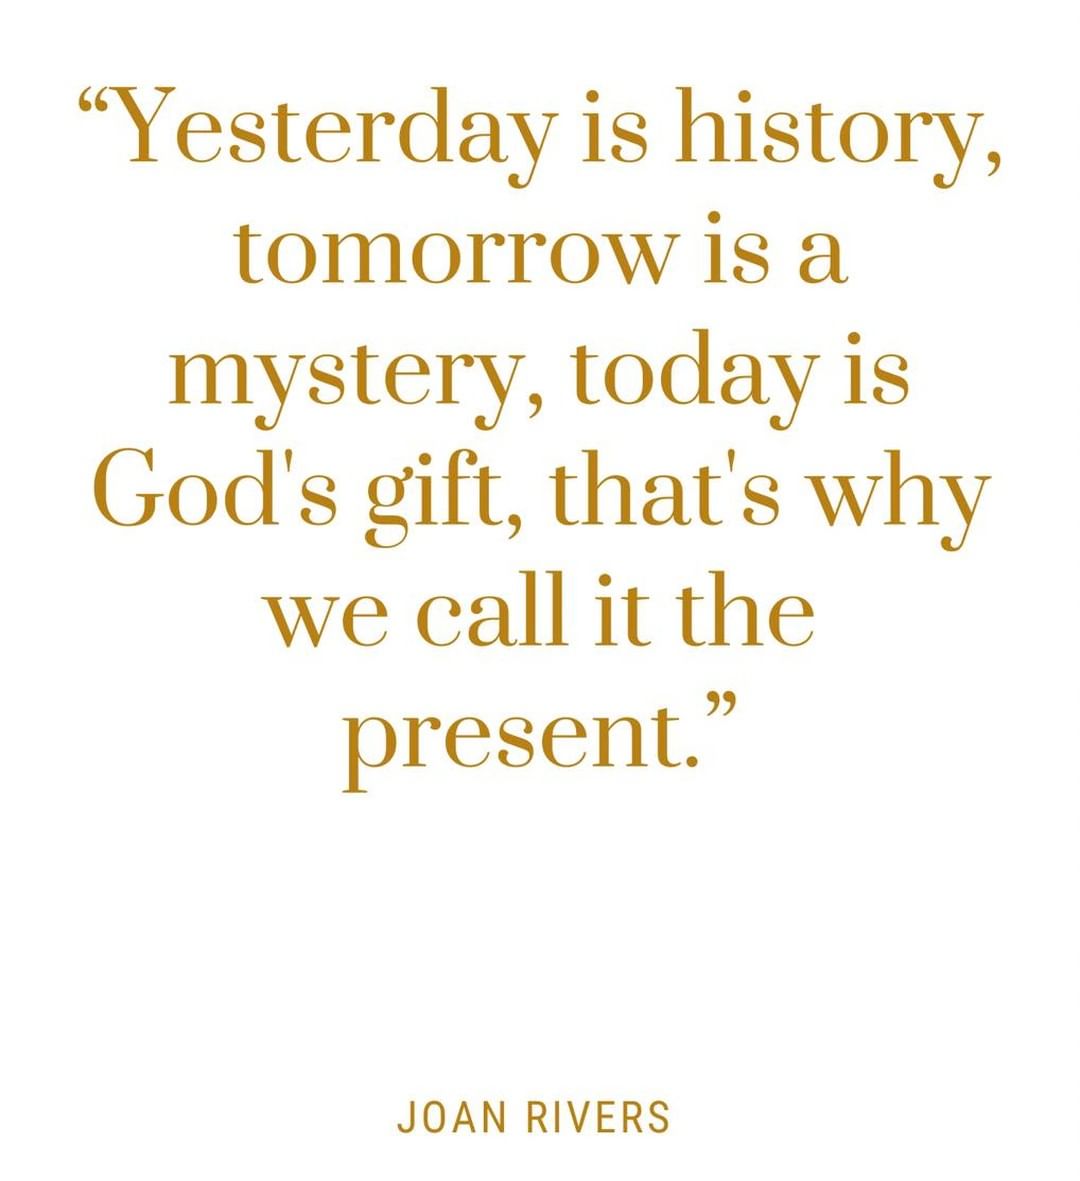 “Yesterday is history,
tomorrow is a
mystery, today is
God's gift, that's why
we call it the
present.”
JOAN RIVERS